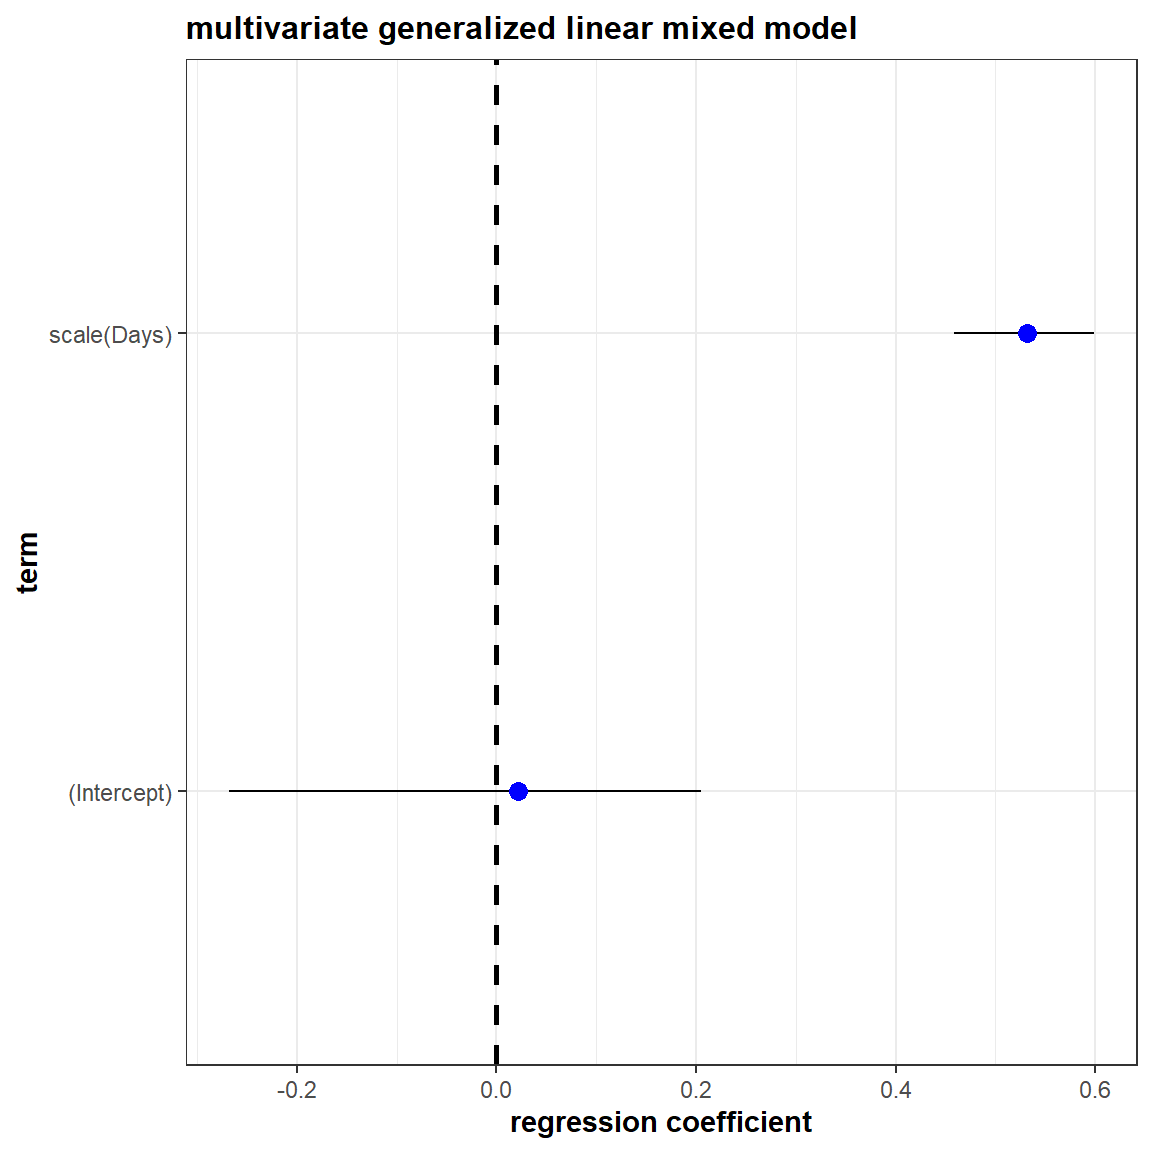 multivariate generalized linear mixed model
term
scale(Days)
(Intercept)
-0.2 0.0 0.2 0.4 0.6
regression coefficient